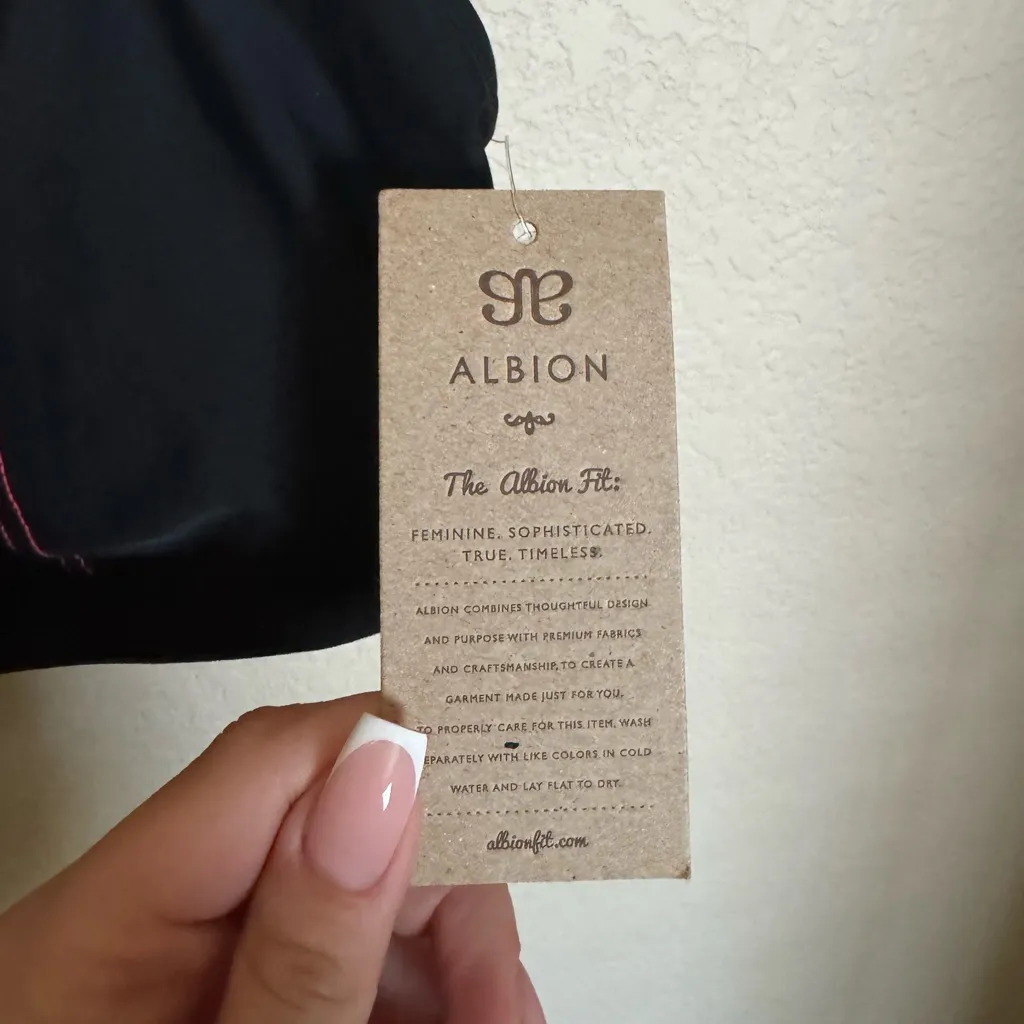 ALBION
The Albion Fit:
FEMININE. SOPHISTICATED.
TRUE. TIMELESS.
ALBION COMBINES THOUGHTFUL DESIGN
AND PURPOSE WITH PREMIUM FABRICS
AND CRAFTSMANSHIP, TO CREATE A
GARMENT MADE JUST FOR YOU.
TO PROPERLY CARE FOR THIS ITEM, WASH
EPARATELY WITH LIKE COLORS IN COLD
WATER AND LAY FLAT TO DRY.
albionfit.com